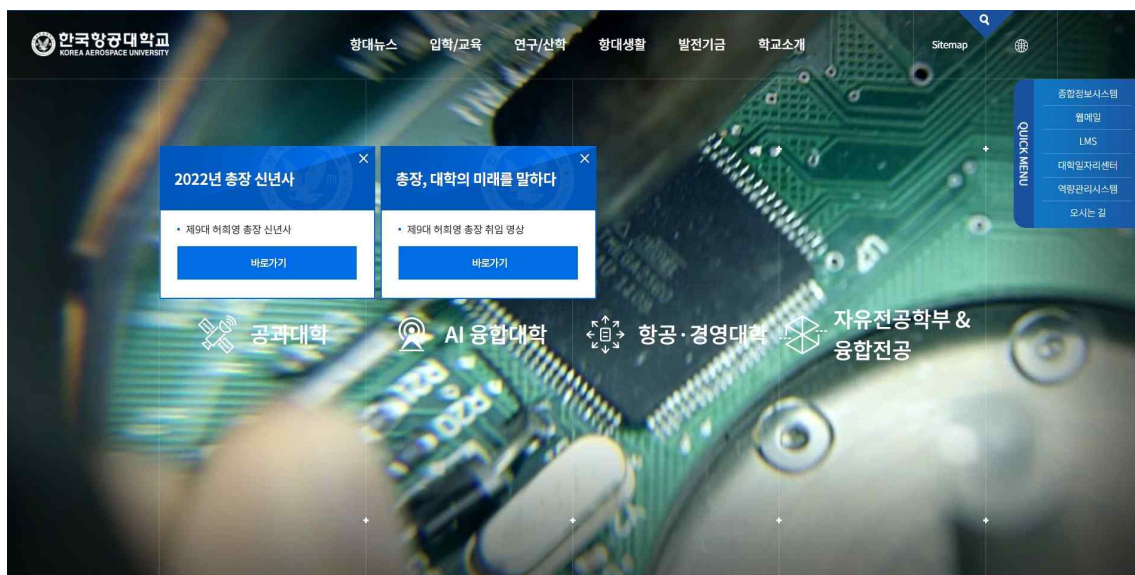 한국항공대학교
KOREA AEROSPACE UNIVERSITY
항대뉴스 입학/교육 연구/산학 항대생활 발전기금 학교소개
Sitemap
QUICK MENU
종합정보시스템
웹메일
LMS
대학일자리센터
역량관리시스템
오시는 길
2022년 총장 신년사
• 제9대 허희영 총장 신년사
바로가기
총장, 대학의 미래를 말하다
• 제9대 허희영 총장 취임 영상
바로가기
공과대학
AI 융합대학
항공·경영대학
자유전공학부 &
융합전공
R20